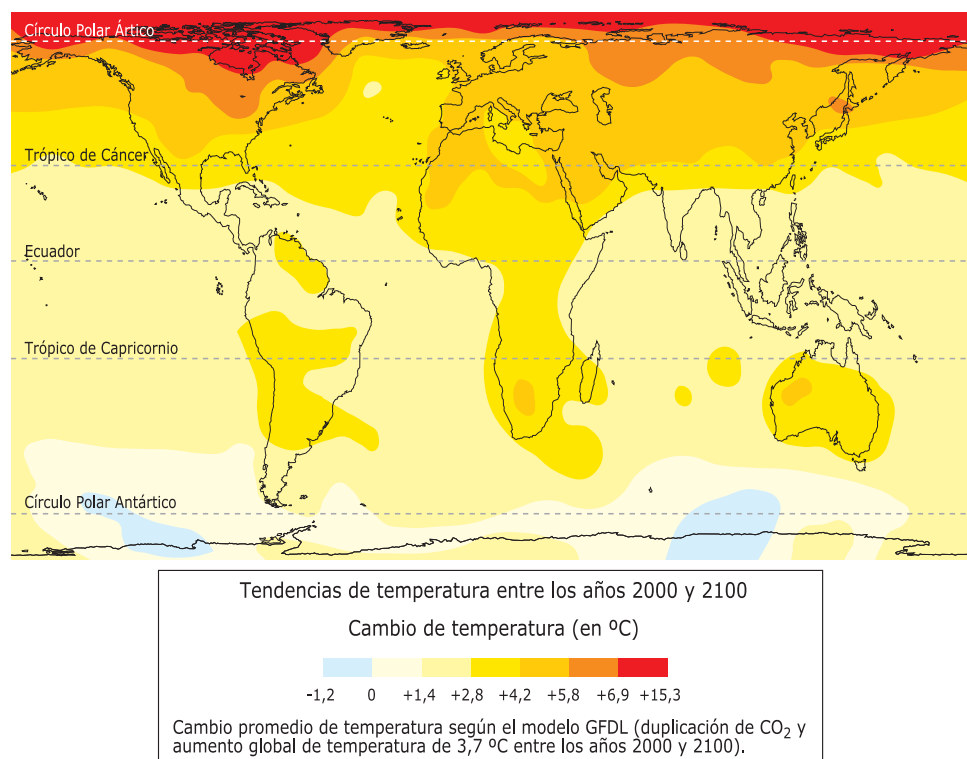 Círculo Polar Ártico
Trópico de Cáncer
Ecuador
Trópico de Capricornio
Círculo Polar Antártico
Tendencias de temperatura entre los años 2000 y 2100
Cambio de temperatura (en ºC)
-1,2 0 +1,4 +2,8 +4,2 +5,8 +6,9 +15,3
Cambio promedio de temperatura según el modelo GFDL (duplicación de CO₂ y
aumento global de temperatura de 3,7 ºC entre los años 2000 y 2100).